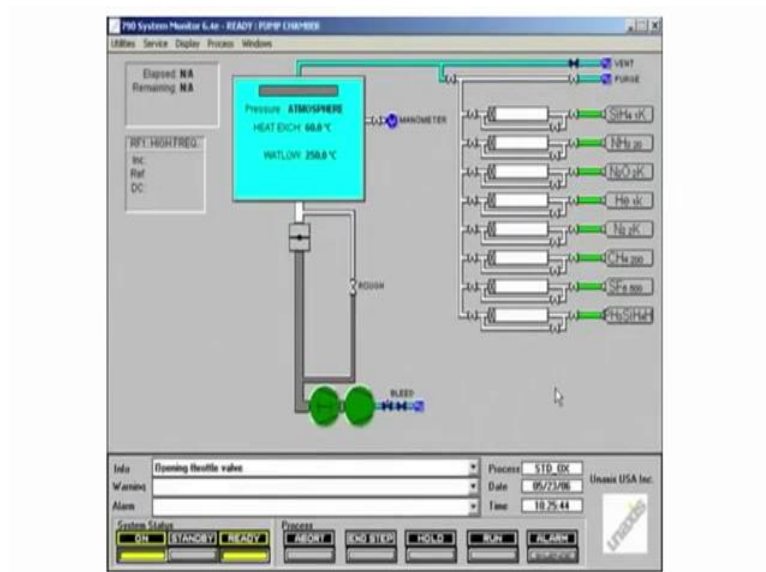 790 System Monitor 6.4e - READY : PUMP CHAMBER
Utilities Service Display Process Windows
Elapsed: NA
Remaining: NA
RF1: HIGH FREQ.
Inc:
Ref:
DC:
Pressure: ATMOSPHERE
HEAT EXCH: 60.0 °C
WATLOW: 250.0 °C
MANOMETER
VENT
PURGE
SiH4 1K
NH3 20
N2O 2K
He 1K
N2 2K
CH4 200
SF6 500
ROUGH
BLEED
Info Opening throttle valve
Warning
Alarm
Process STD_OX
Date 05/23/06
Time 10:25:44
Unaxis USA Inc.
unaxis
System Status
ON STANDBY READY
Process
ABORT END STEP HOLD RUN ALARM
SILENCE